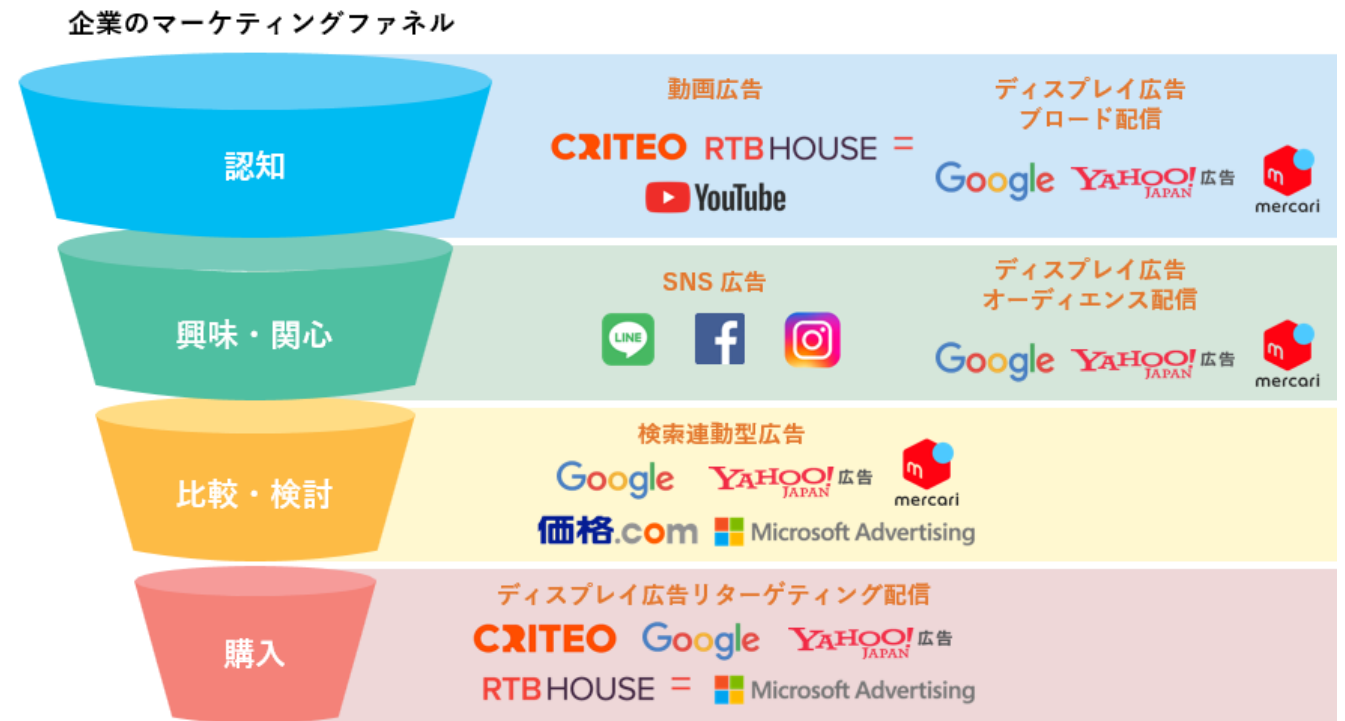 企業のマーケティングファネル
認知
動画広告
CRITEO RTB HOUSE
YouTube
ディスプレイ広告
ブロード配信
Google YAHOO! JAPAN 広告 mercari
興味・関心
SNS 広告
LINE
ディスプレイ広告
オーディエンス配信
Google YAHOO! JAPAN 広告 mercari
比較・検討
検索連動型広告
Google YAHOO! JAPAN 広告 mercari
価格.com Microsoft Advertising
購入
ディスプレイ広告リターゲティング配信
CRITEO Google YAHOO! JAPAN 広告
RTB HOUSE Microsoft Advertising